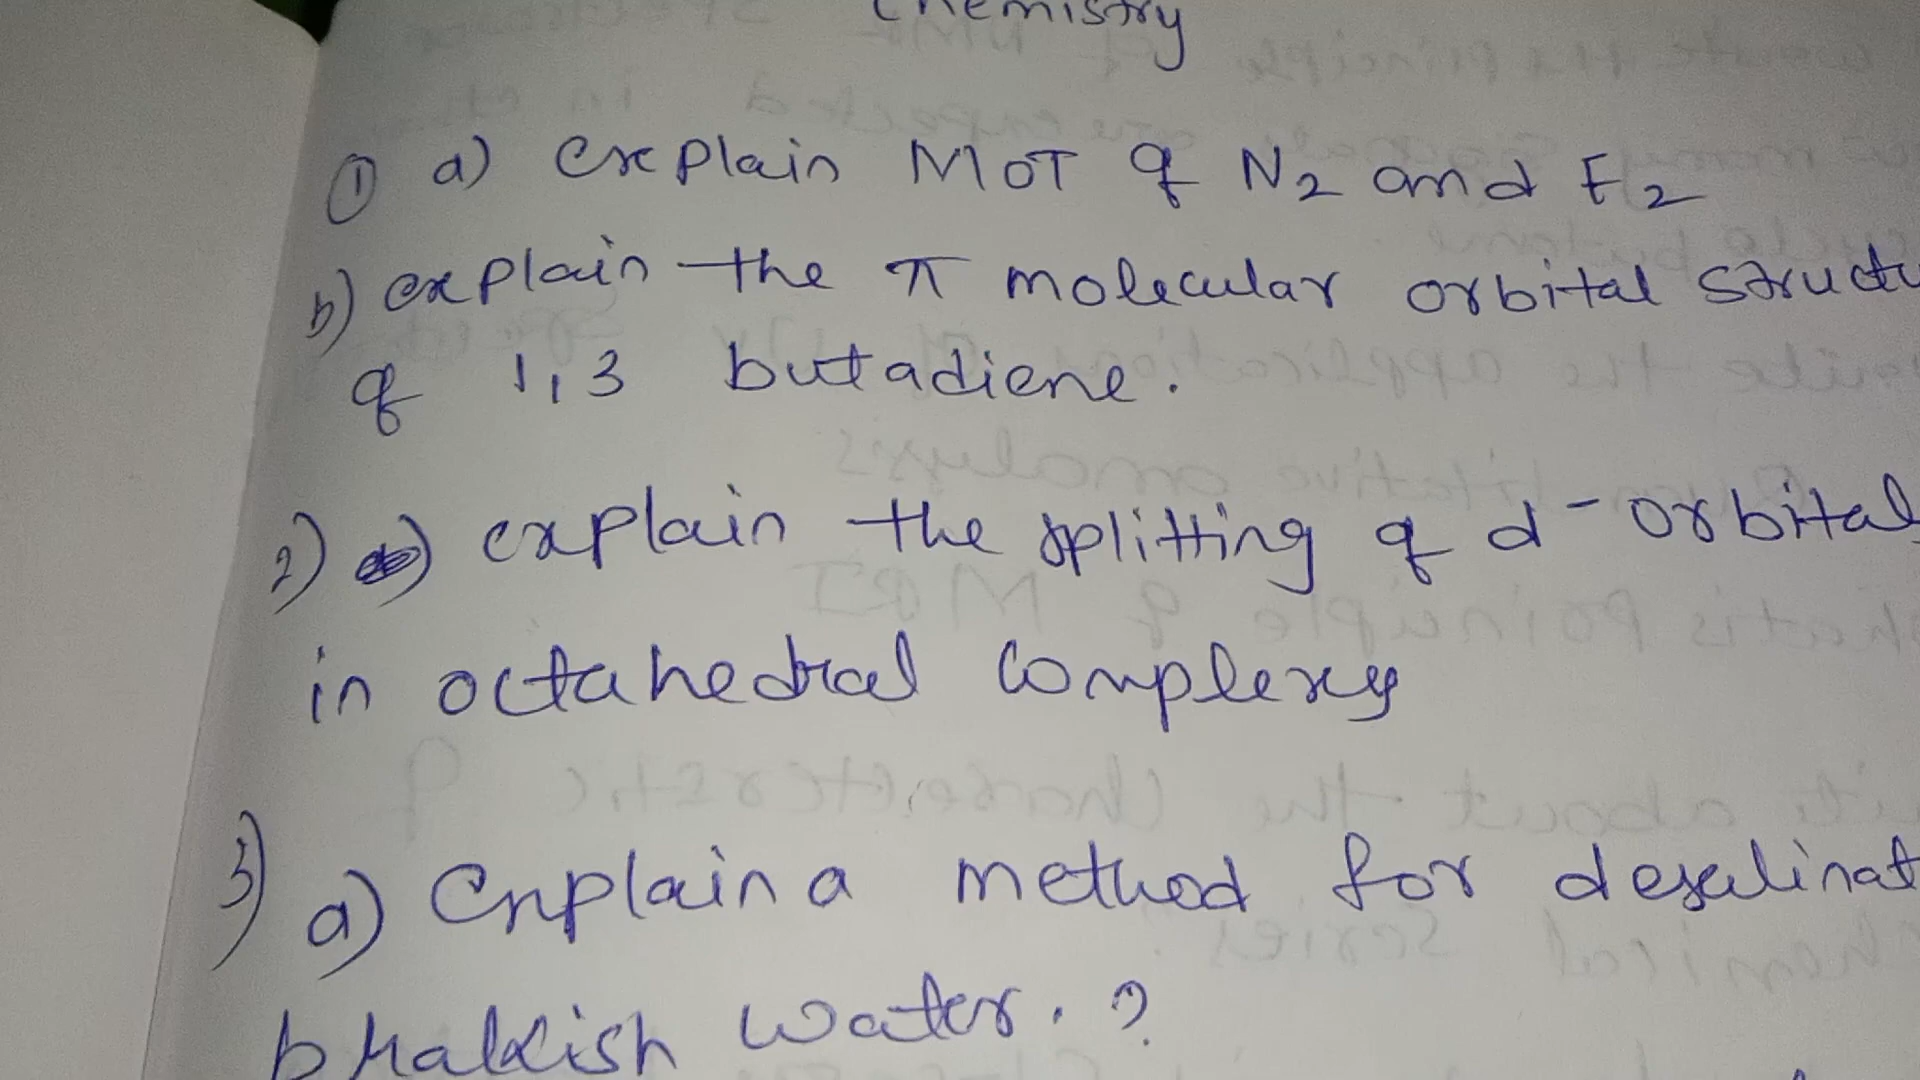 Chemistry
① a) explain MOT of N2 and F2
b) explain the π molecular orbital structu
of 1,3 butadiene.
2) explain the splitting of d-orbital
in octahedral complexes
3) a) Explain a method for desalinat
brakish water.?